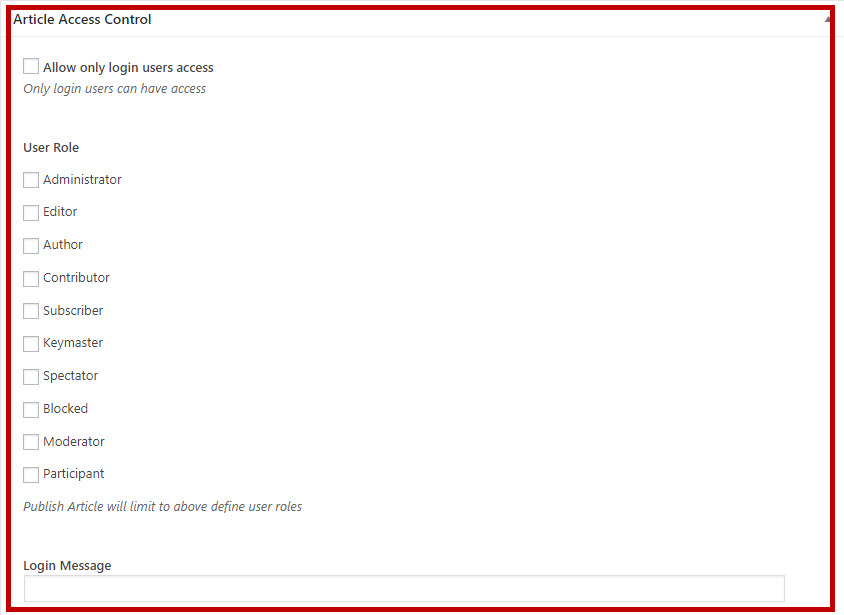 Article Access Control
Allow only login users access
Only login users can have access
User Role
Administrator
Editor
Author
Contributor
Subscriber
Keymaster
Spectator
Blocked
Moderator
Participant
Publish Article will limit to above define user roles
Login Message